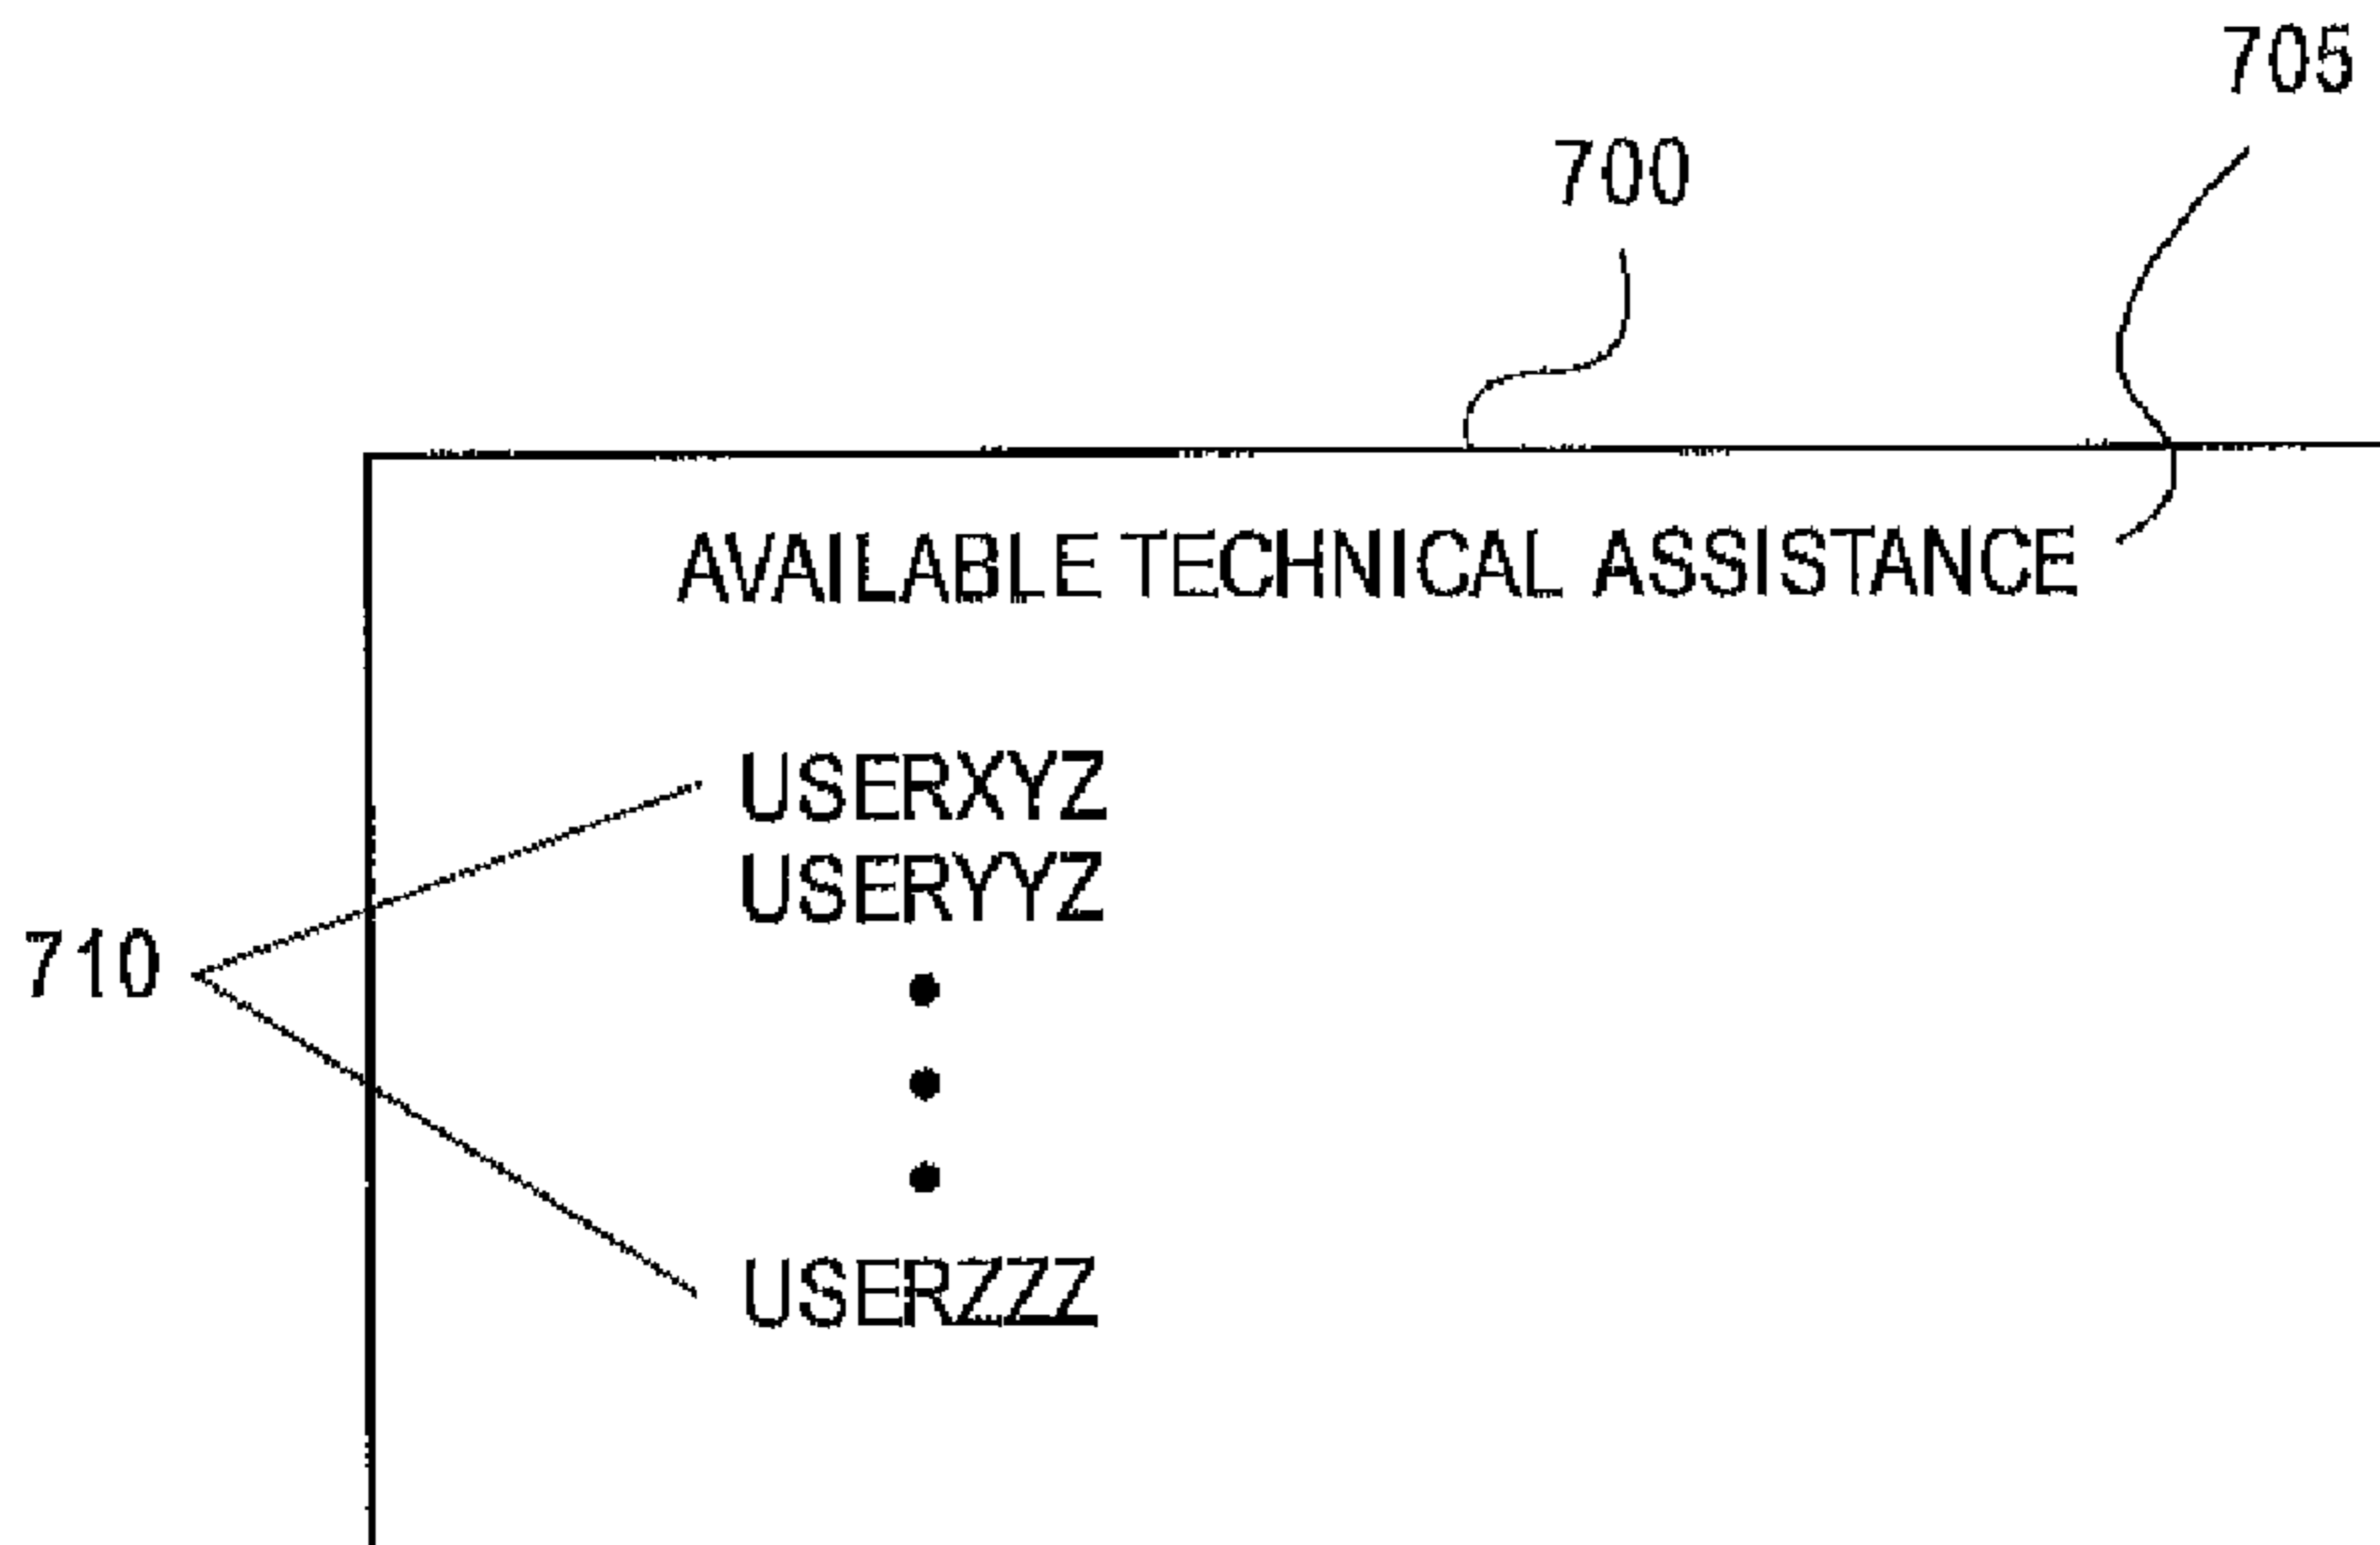 705
700
AVAILABLE TECHNICAL ASSISTANCE
USERXYZ
USERYYZ
710
USERZZZ